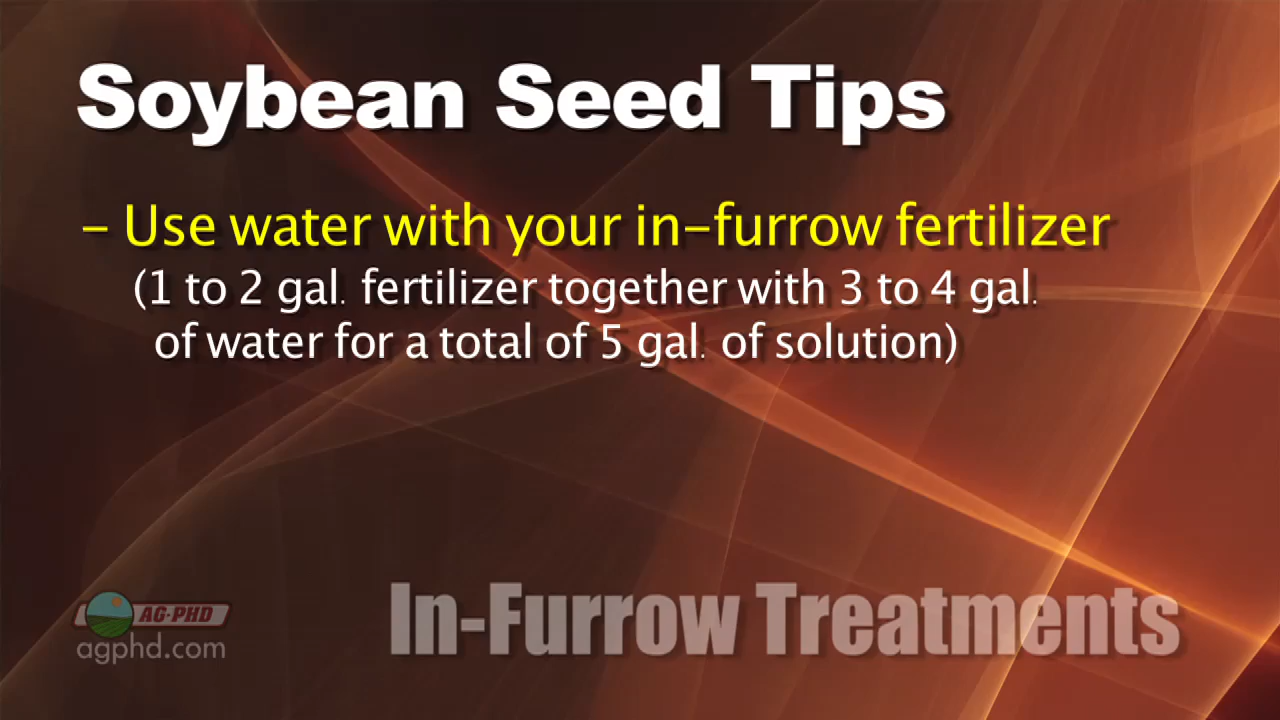 Soybean Seed Tips
– Use water with your in-furrow fertilizer
(1 to 2 gal. fertilizer together with 3 to 4 gal.
of water for a total of 5 gal. of solution)
AG-PHD
agphd.com
In-Furrow Treatments